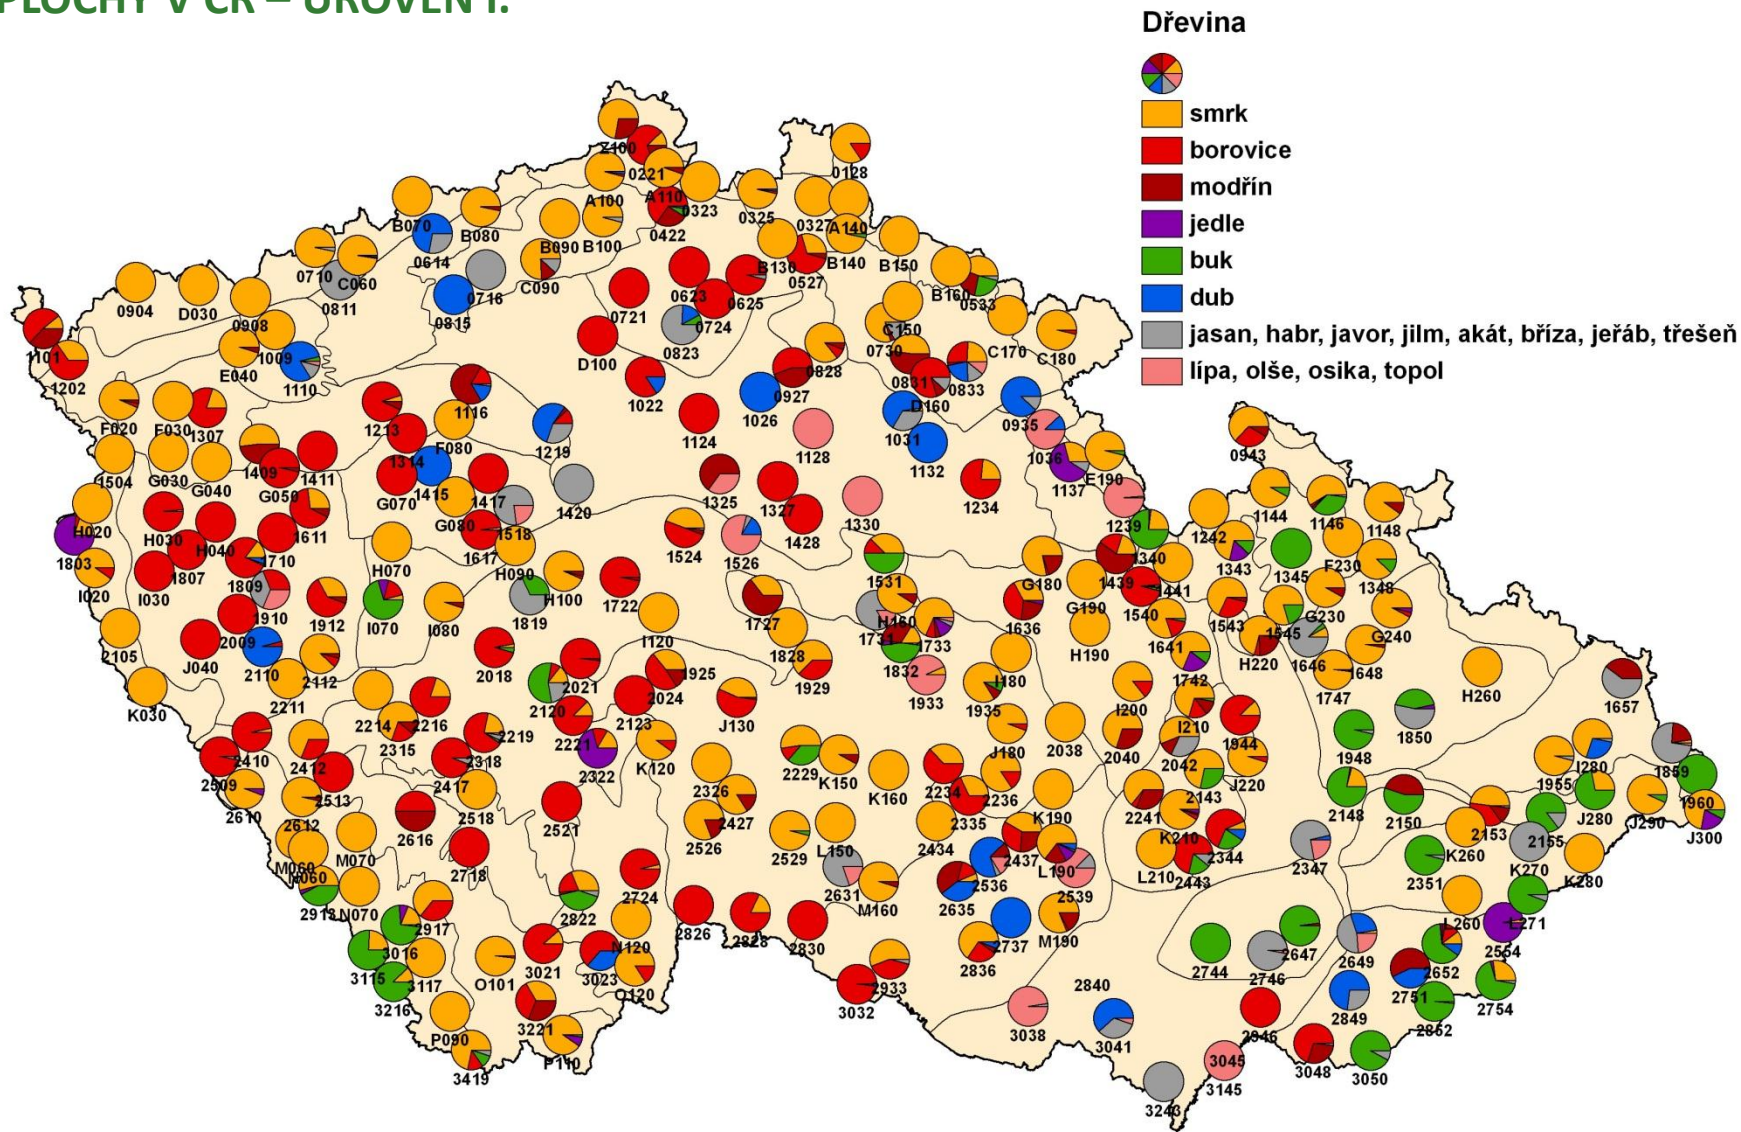 PLOCHY V ČR – ÚROVEŇ I.
Dřevina
smrk
borovice
modřín
jedle
buk
dub
jasan, habr, javor, jilm, akát, bříza, jeřáb, třešeň
lípa, olše, osika, topol
Z100
0128
0221
A100
A110
0323
0325
0327
A140
B070
B080
B090
B100
0422
0614
0710
C060
0716
C090
B130
0527
B140
B150
B160
0533
0904
D030
0908
0811
0815
0721
0623
0625
0724
0823
C150
0730
C170
C180
1101
1202
E040
1009
1110
D100
1022
0828
0927
0831
0833
D160
F020
F030
1307
1213
1116
F080
1219
1124
1026
1128
1031
0935
1132
1036
0943
1504
G030
G040
1409
G050
1411
1314
1415
G070
1417
1420
1325
1327
1330
1234
1137
E190
1144
1146
1148
H020
H030
H040
1611
1710
G080
1518
1617
1428
1239
1242
1340
1343
1345
F230
1348
1803
I020
I030
1807
1809
H070
H090
H100
1524
1526
1531
G180
1439
1441
1910
1912
I070
I080
1819
1722
1727
1731
H160
1733
1636
G190
1540
1543
1545
G230
G240
2105
J040
2009
2110
2112
I120
1828
1832
H190
1641
H220
1646
1648
K030
2211
2018
2021
1925
1929
1933
1935
I180
1742
1747
H260
1657
2214
2315
2216
2120
2024
2123
J130
I200
I210
1944
1948
1850
2410
2412
2219
2318
2221
2322
K120
J180
2038
2040
2042
J220
1955
I280
1859
2509
2610
2513
2417
2229
K150
K160
2234
2236
2143
2148
2150
1960
2612
2518
2616
2521
2326
2427
2335
K190
2241
K210
2153
J280
J290
J300
M060
M070
N060
2718
2526
2529
L150
2434
2437
2344
2347
K260
2155
K270
K280
2913
N070
2724
2631
M160
2536
L190
L210
2443
2351
2539
2635
L260
L271
2917
2822
N120
2826
2828
2830
2737
M190
2554
3016
3115
3117
O101
3021
3023
O120
2836
2744
2746
2647
2649
2652
3216
2933
3032
2840
2751
2754
P090
3221
3038
3041
2946
2849
2852
3419
P110
3045
3145
3048
3050
3243